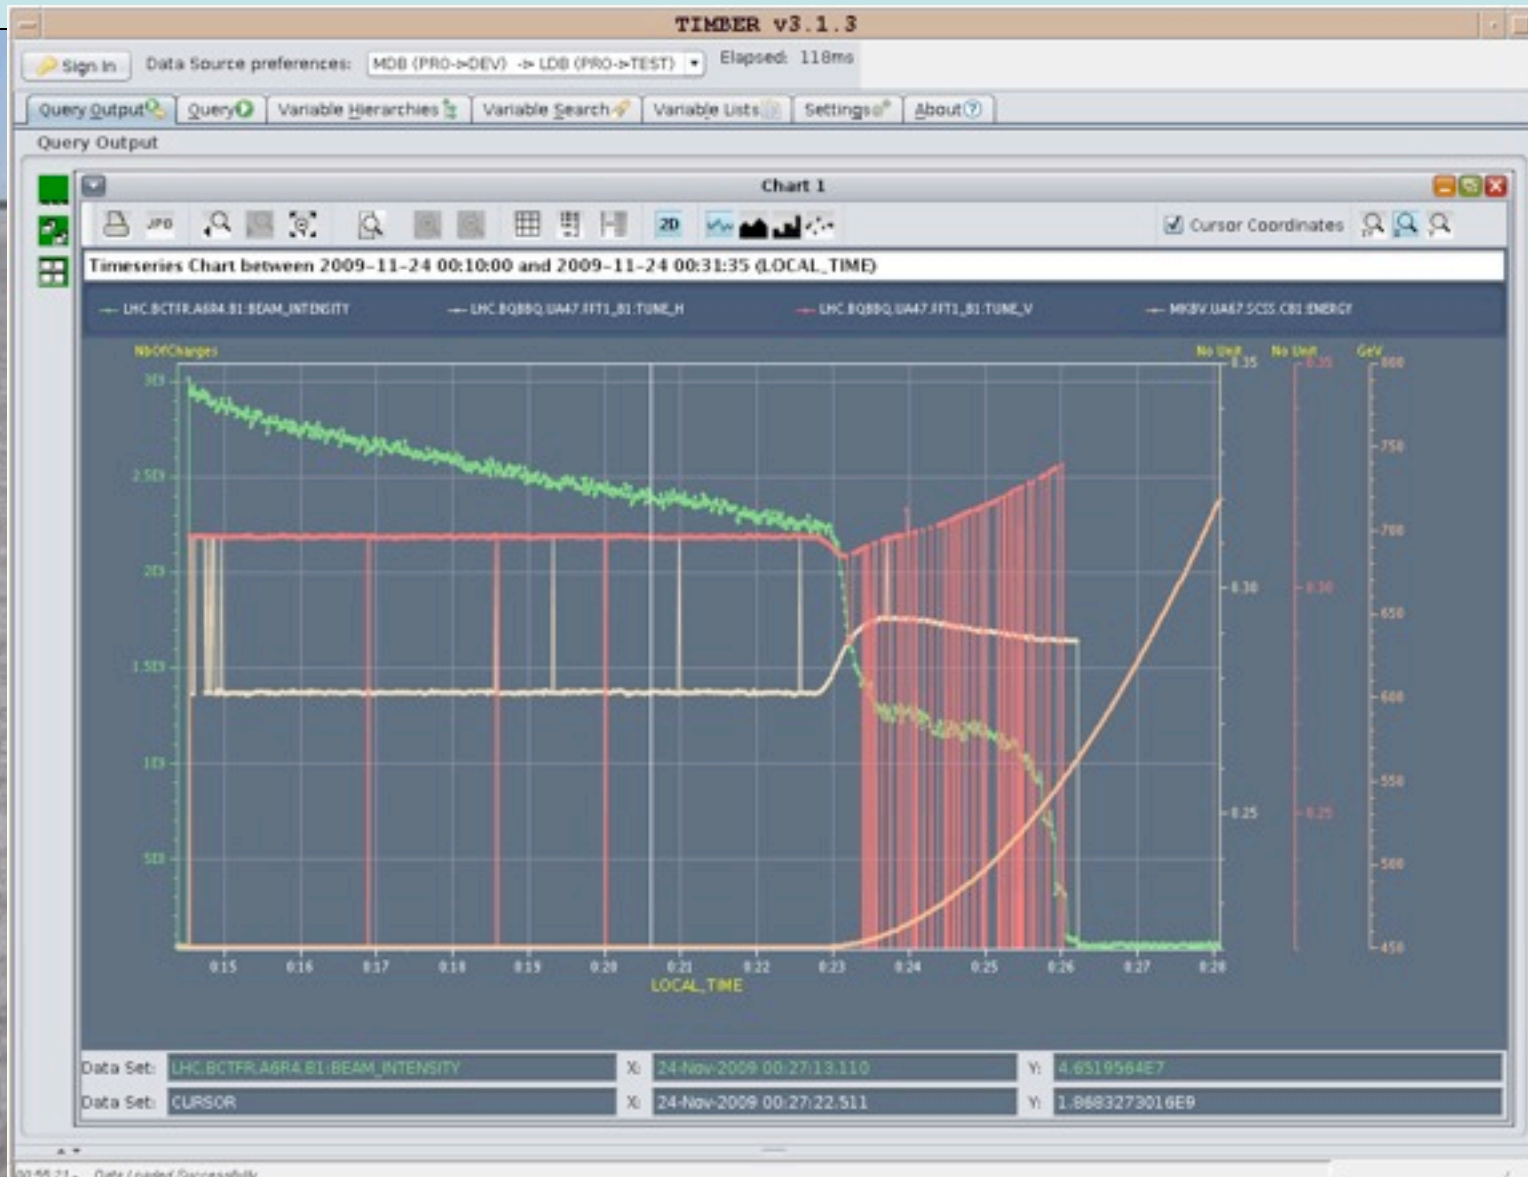 TIMBER v3.1.3
Sign In Data Source preferences: MDB (PRO->DEV) -> LDB (PRO->TEST) Elapsed: 118ms
Query Output Query Variable Hierarchies Variable Search Variable Lists Settings About
Query Output
Chart 1
JPG 2D Cursor Coordinates
Timeseries Chart between 2009-11-24 00:10:00 and 2009-11-24 00:31:35 (LOCAL_TIME)
LHC.BCTFR.A6R4.B1:BEAM_INTENSITY LHC.BQBBQ.UA47.FFT1_B1:TUNE_H LHC.BQBBQ.UA47.FFT1_B1:TUNE_V MKBV.UA67.SCSS.CB1:ENERGY
NbOfCharges No Unit No Unit GeV
3E9 0.35 0.35 800
750
2.5E9
700
2E9 0.30 0.30
650
1.5E9
600
1E9
550
0.25 0.25
5E8 500
450
0:15 0:16 0:17 0:18 0:19 0:20 0:21 0:22 0:23 0:24 0:25 0:26 0:27 0:28
LOCAL_TIME
Data Set: LHC.BCTFR.A6R4.B1:BEAM_INTENSITY X: 24-Nov-2009 00:27:13.110 Y: 4.6519564E7
Data Set: CURSOR X: 24-Nov-2009 00:27:22.511 Y: 1.8683273016E9
Data Loaded Successfully